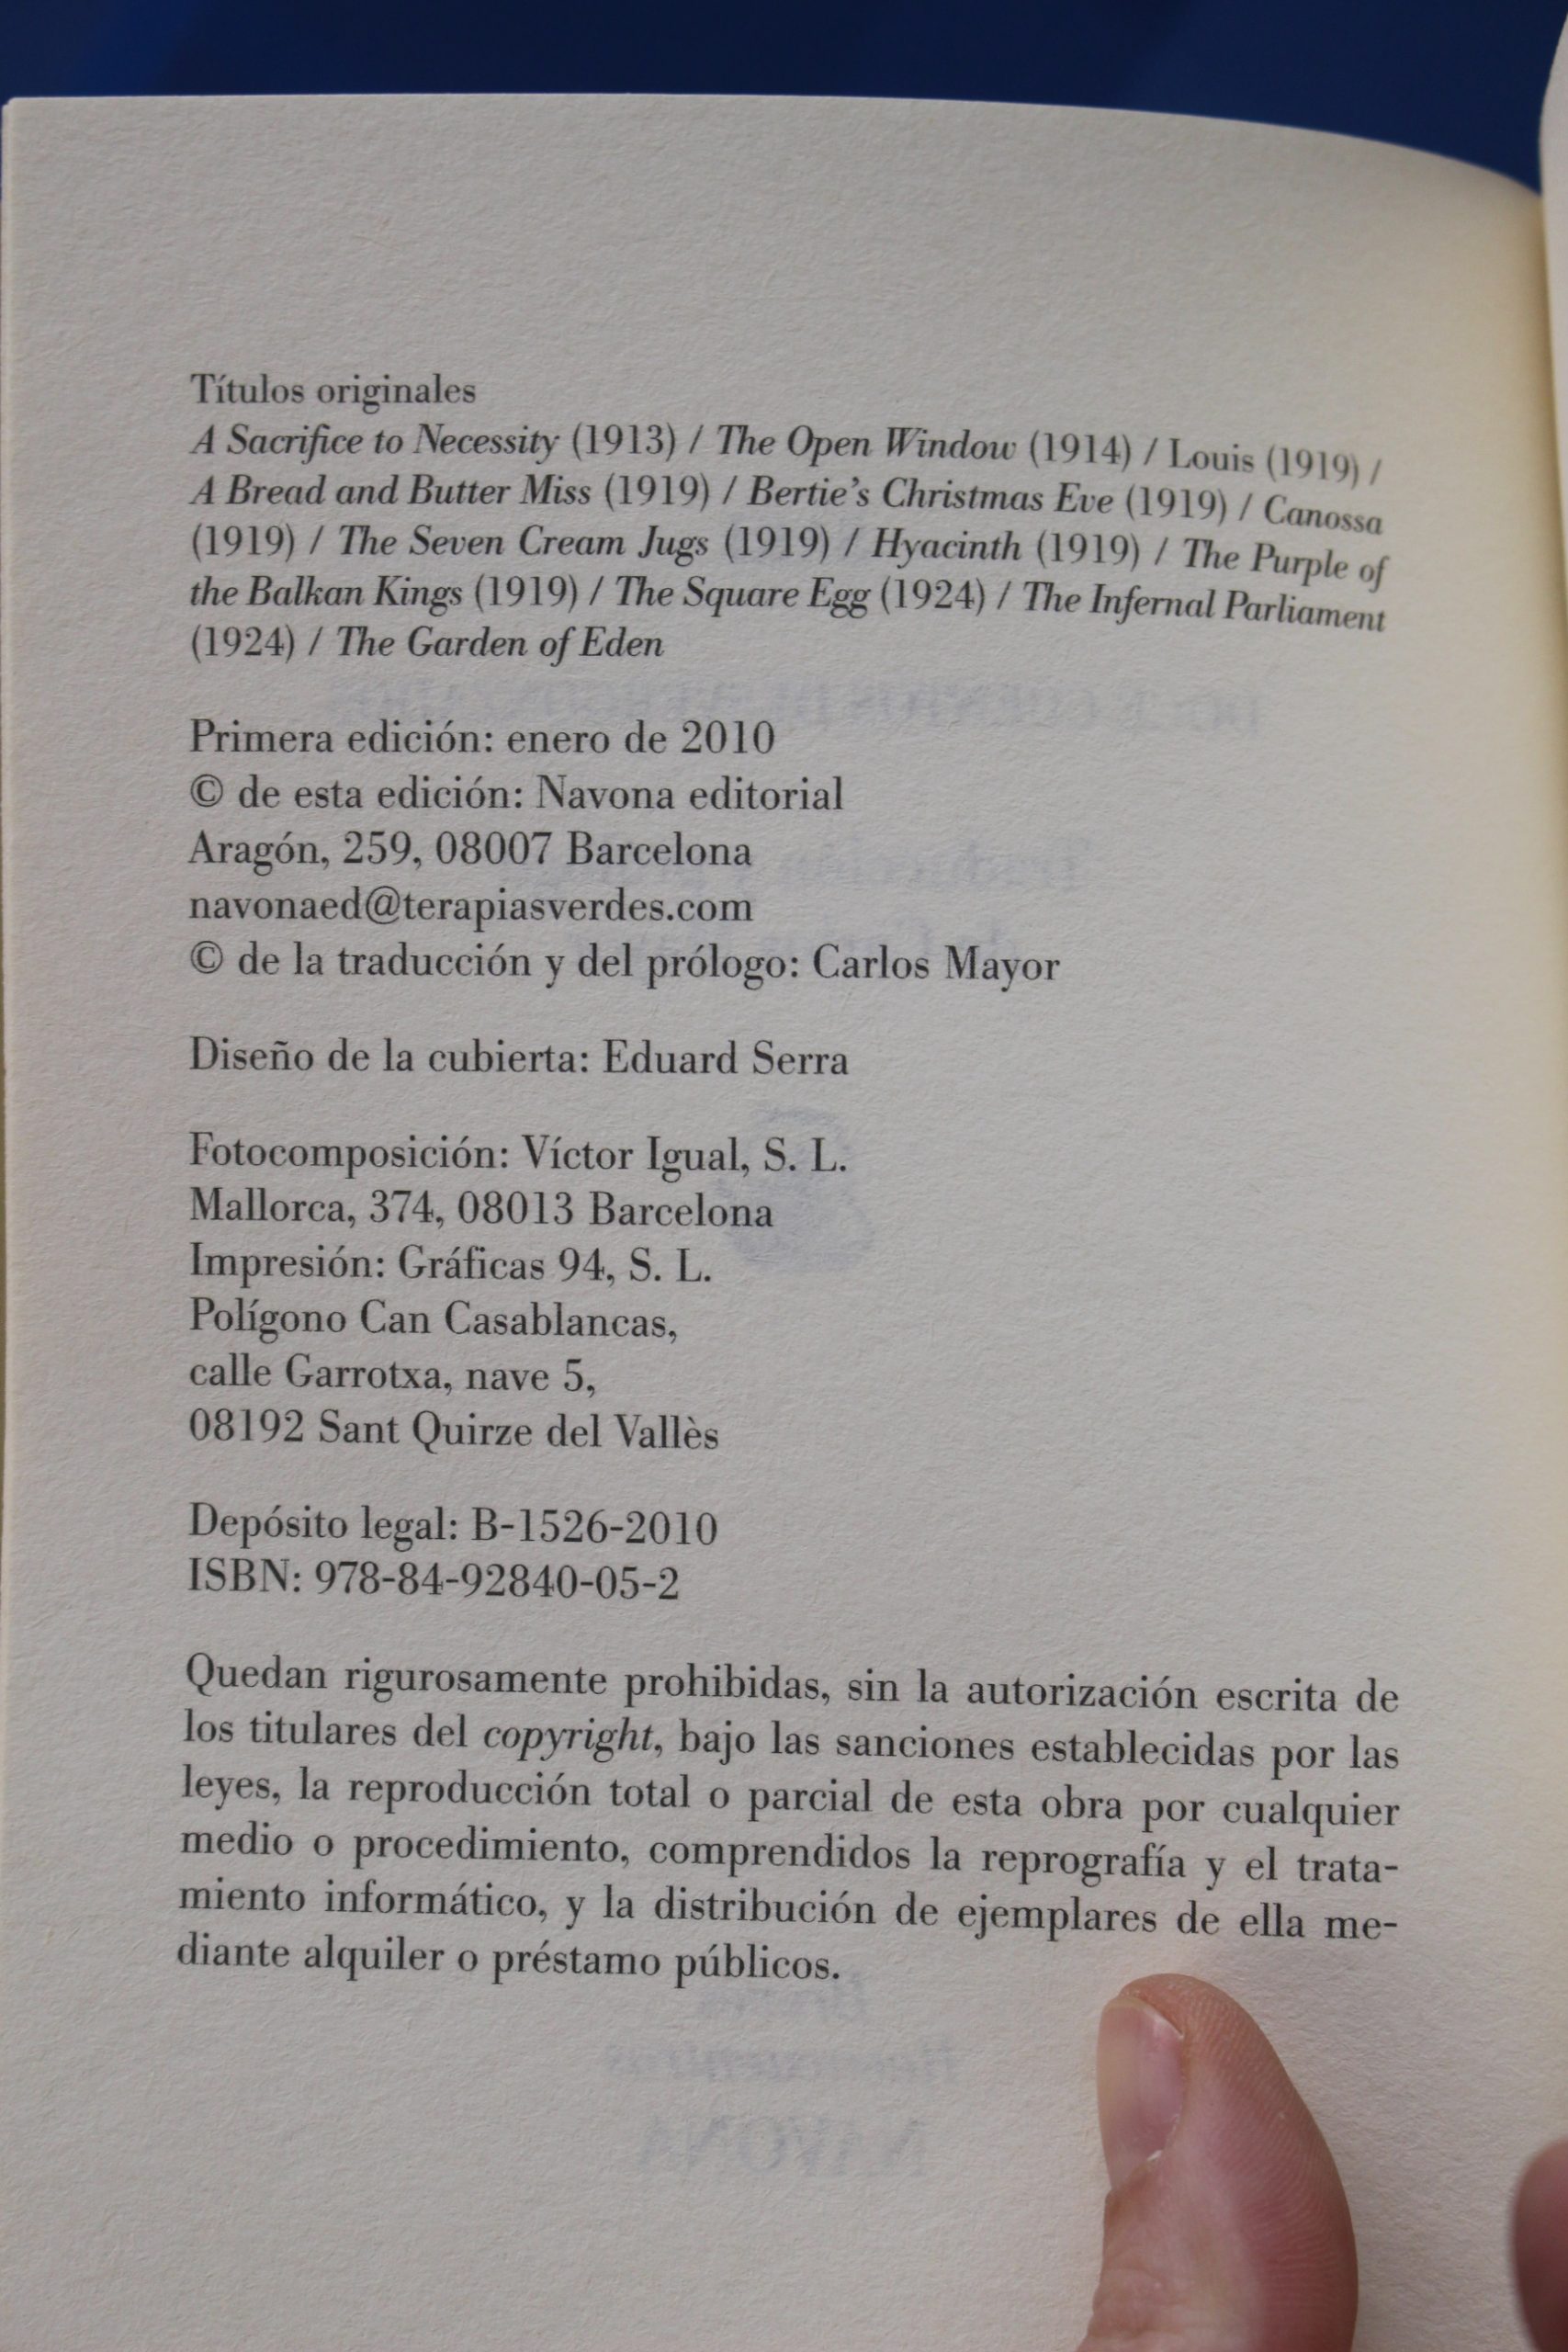 Títulos originales
A Sacrifice to Necessity (1913) / The Open Window (1914) / Louis (1919) /
A Bread and Butter Miss (1919) / Bertie's Christmas Eve (1919) / Canossa
(1919) / The Seven Cream Jugs (1919) / Hyacinth (1919) / The Purple of
the Balkan Kings (1919) / The Square Egg (1924) / The Infernal Parliament
(1924) / The Garden of Eden
Primera edición: enero de 2010
© de esta edición: Navona editorial
Aragón, 259, 08007 Barcelona
navonaed@terapiasverdes.com
© de la traducción y del prólogo: Carlos Mayor
Diseño de la cubierta: Eduard Serra
Fotocomposición: Víctor Igual, S. L.
Mallorca, 374, 08013 Barcelona
Impresión: Gráficas 94, S. L.
Polígono Can Casablancas,
calle Garrotxa, nave 5,
08192 Sant Quirze del Vallès
Depósito legal: B-1526-2010
ISBN: 978-84-92840-05-2
Quedan rigurosamente prohibidas, sin la autorización escrita de
los titulares del copyright, bajo las sanciones establecidas por las
leyes, la reproducción total o parcial de esta obra por cualquier
medio o procedimiento, comprendidos la reprografía y el trata-
miento informático, y la distribución de ejemplares de ella me-
diante alquiler o préstamo públicos.